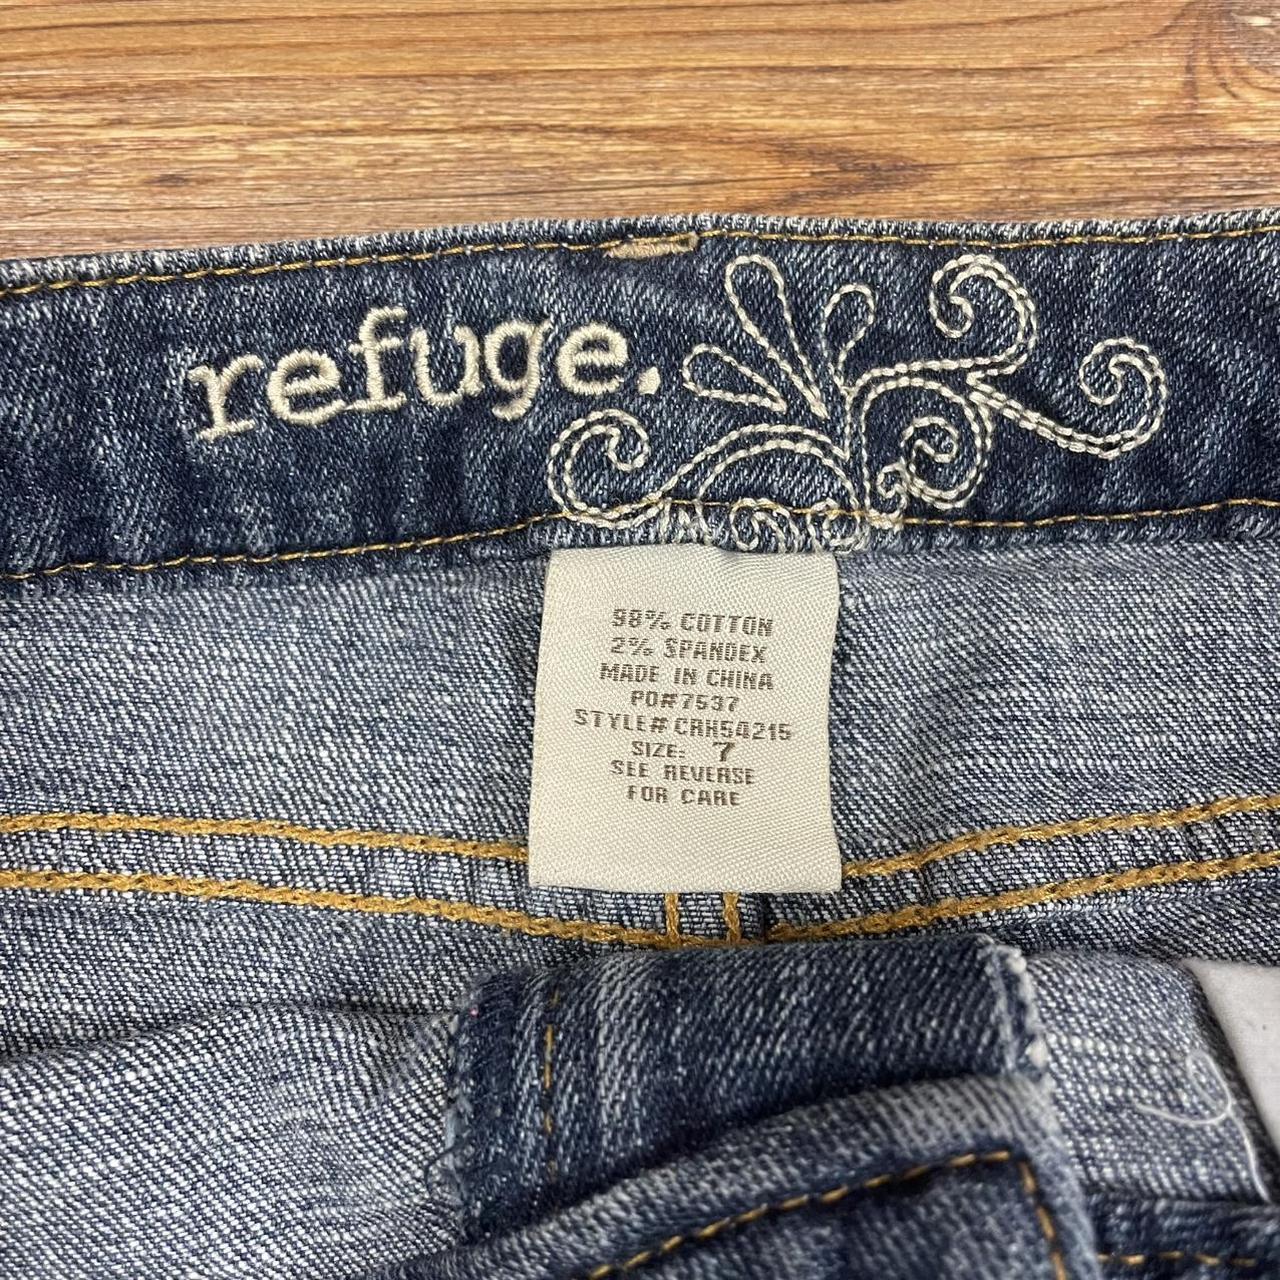 refuge.
98% COTTON
2% SPANDEX
MADE IN CHINA
PO#7537
STYLE# CRH54215
SIZE: 7
SEE REVERSE
FOR CARE